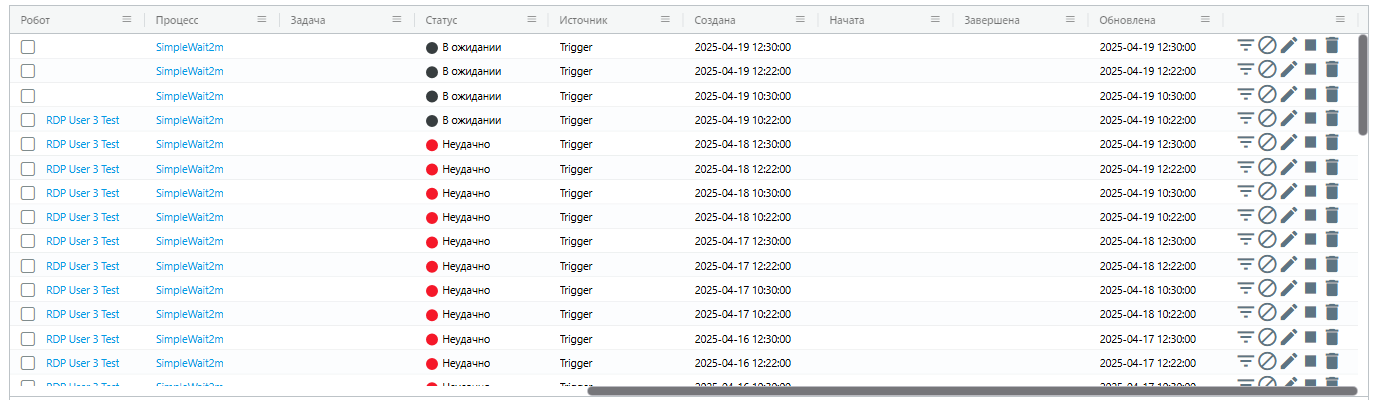 Робот Процесс Задача Статус Источник Создана Начата Завершена Обновлена
SimpleWait2m В ожидании Trigger 2025-04-19 12:30:00 2025-04-19 12:30:00
SimpleWait2m В ожидании Trigger 2025-04-19 12:22:00 2025-04-19 12:22:00
SimpleWait2m В ожидании Trigger 2025-04-19 10:30:00 2025-04-19 10:30:00
RDP User 3 Test SimpleWait2m В ожидании Trigger 2025-04-19 10:22:00 2025-04-19 10:22:00
RDP User 3 Test SimpleWait2m Неудачно Trigger 2025-04-18 12:30:00 2025-04-19 12:30:00
RDP User 3 Test SimpleWait2m Неудачно Trigger 2025-04-18 12:22:00 2025-04-19 12:22:00
RDP User 3 Test SimpleWait2m Неудачно Trigger 2025-04-18 10:30:00 2025-04-19 10:30:00
RDP User 3 Test SimpleWait2m Неудачно Trigger 2025-04-18 10:22:00 2025-04-19 10:22:00
RDP User 3 Test SimpleWait2m Неудачно Trigger 2025-04-17 12:30:00 2025-04-18 12:30:00
RDP User 3 Test SimpleWait2m Неудачно Trigger 2025-04-17 12:22:00 2025-04-18 12:22:00
RDP User 3 Test SimpleWait2m Неудачно Trigger 2025-04-17 10:30:00 2025-04-18 10:30:00
RDP User 3 Test SimpleWait2m Неудачно Trigger 2025-04-17 10:22:00 2025-04-18 10:22:00
RDP User 3 Test SimpleWait2m Неудачно Trigger 2025-04-16 12:30:00 2025-04-17 12:30:00
RDP User 3 Test SimpleWait2m Неудачно Trigger 2025-04-16 12:22:00 2025-04-17 12:22:00